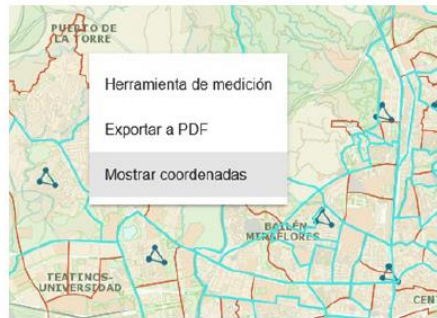 PUERTO DE
LA TORRE
Herramienta de medición
Exportar a PDF
Mostrar coordenadas
BAILÉN
MIRAFLORES
TEATINOS-
UNIVERSIDAD
CEN